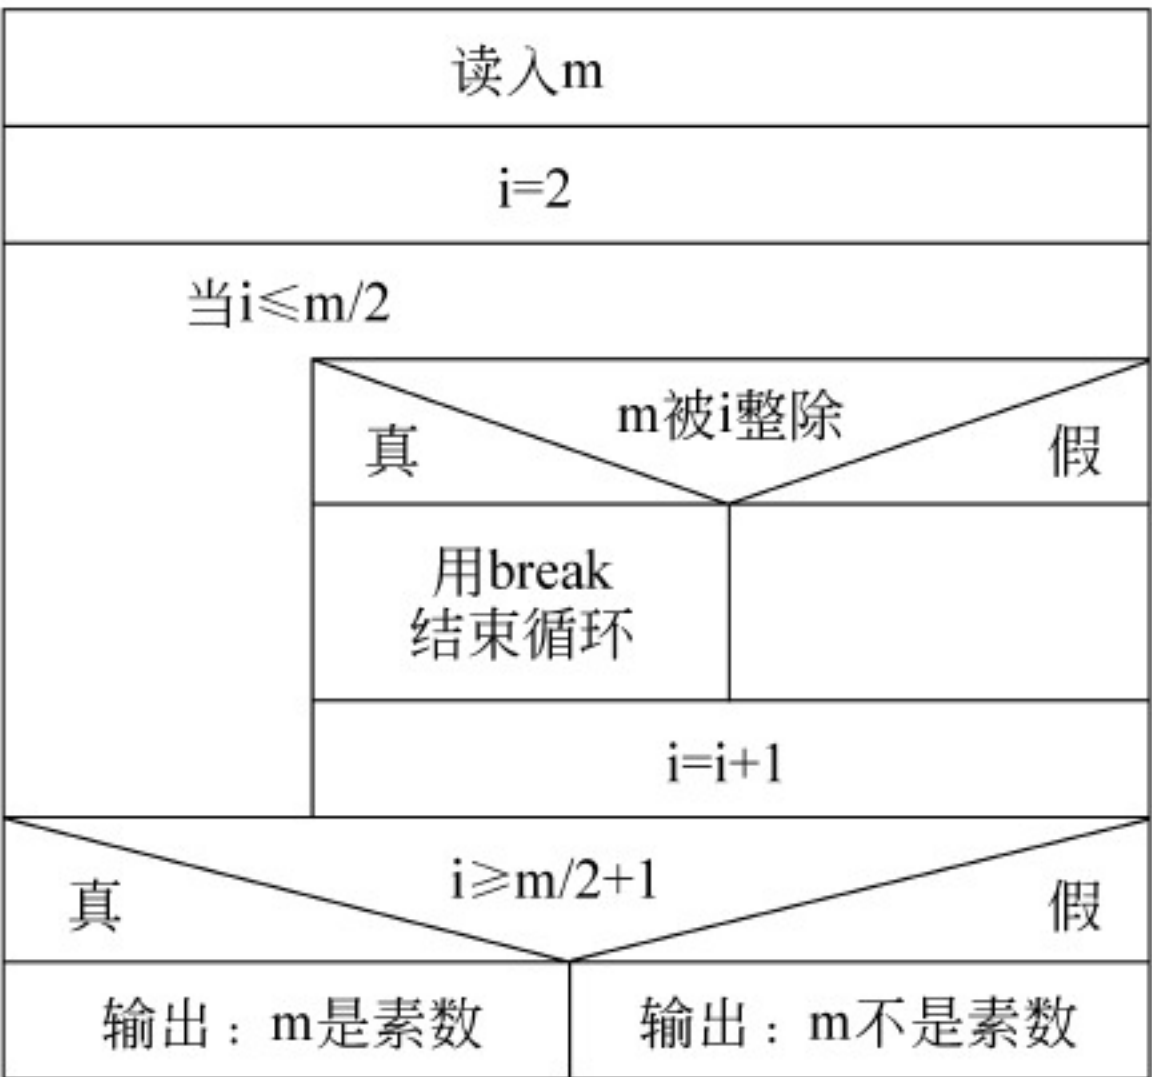 读入m
i=2
当i≤m/2
m被i整除
真
假
用break
结束循环
i=i+1
i≥m/2+1
真
假
输出：m是素数
输出：m不是素数